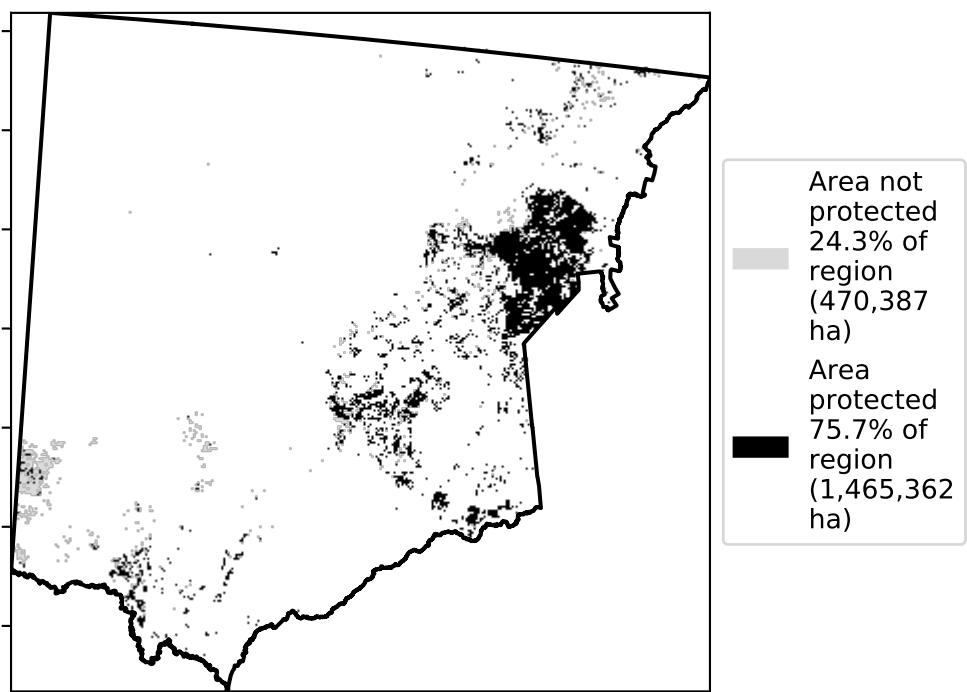 Area not
protected
24.3% of
region
(470,387
ha)
Area
protected
75.7% of
region
(1,465,362
ha)